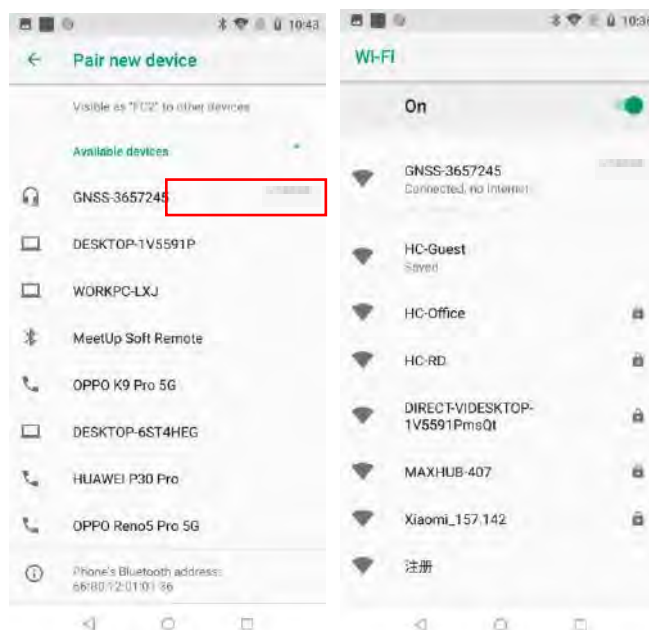 10:43
Pair new device
Visible as "FC2" to other devices
Available devices
GNSS-3657245
DESKTOP-1V5591P
WORKPC-LXJ
MeetUp Soft Remote
OPPO K9 Pro 5G
DESKTOP-6ST4HEG
HUAWEI P30 Pro
OPPO Reno5 Pro 5G
Phone's Bluetooth address:
WI-FI
On
GNSS-3657245
Connected, no Internet
HC-Guest
Saved
HC-Office
HC-RD
DIRECT-VIDESKTOP-
1V5591PmsQt
MAXHUB-407
Xiaomi_157.142
注册